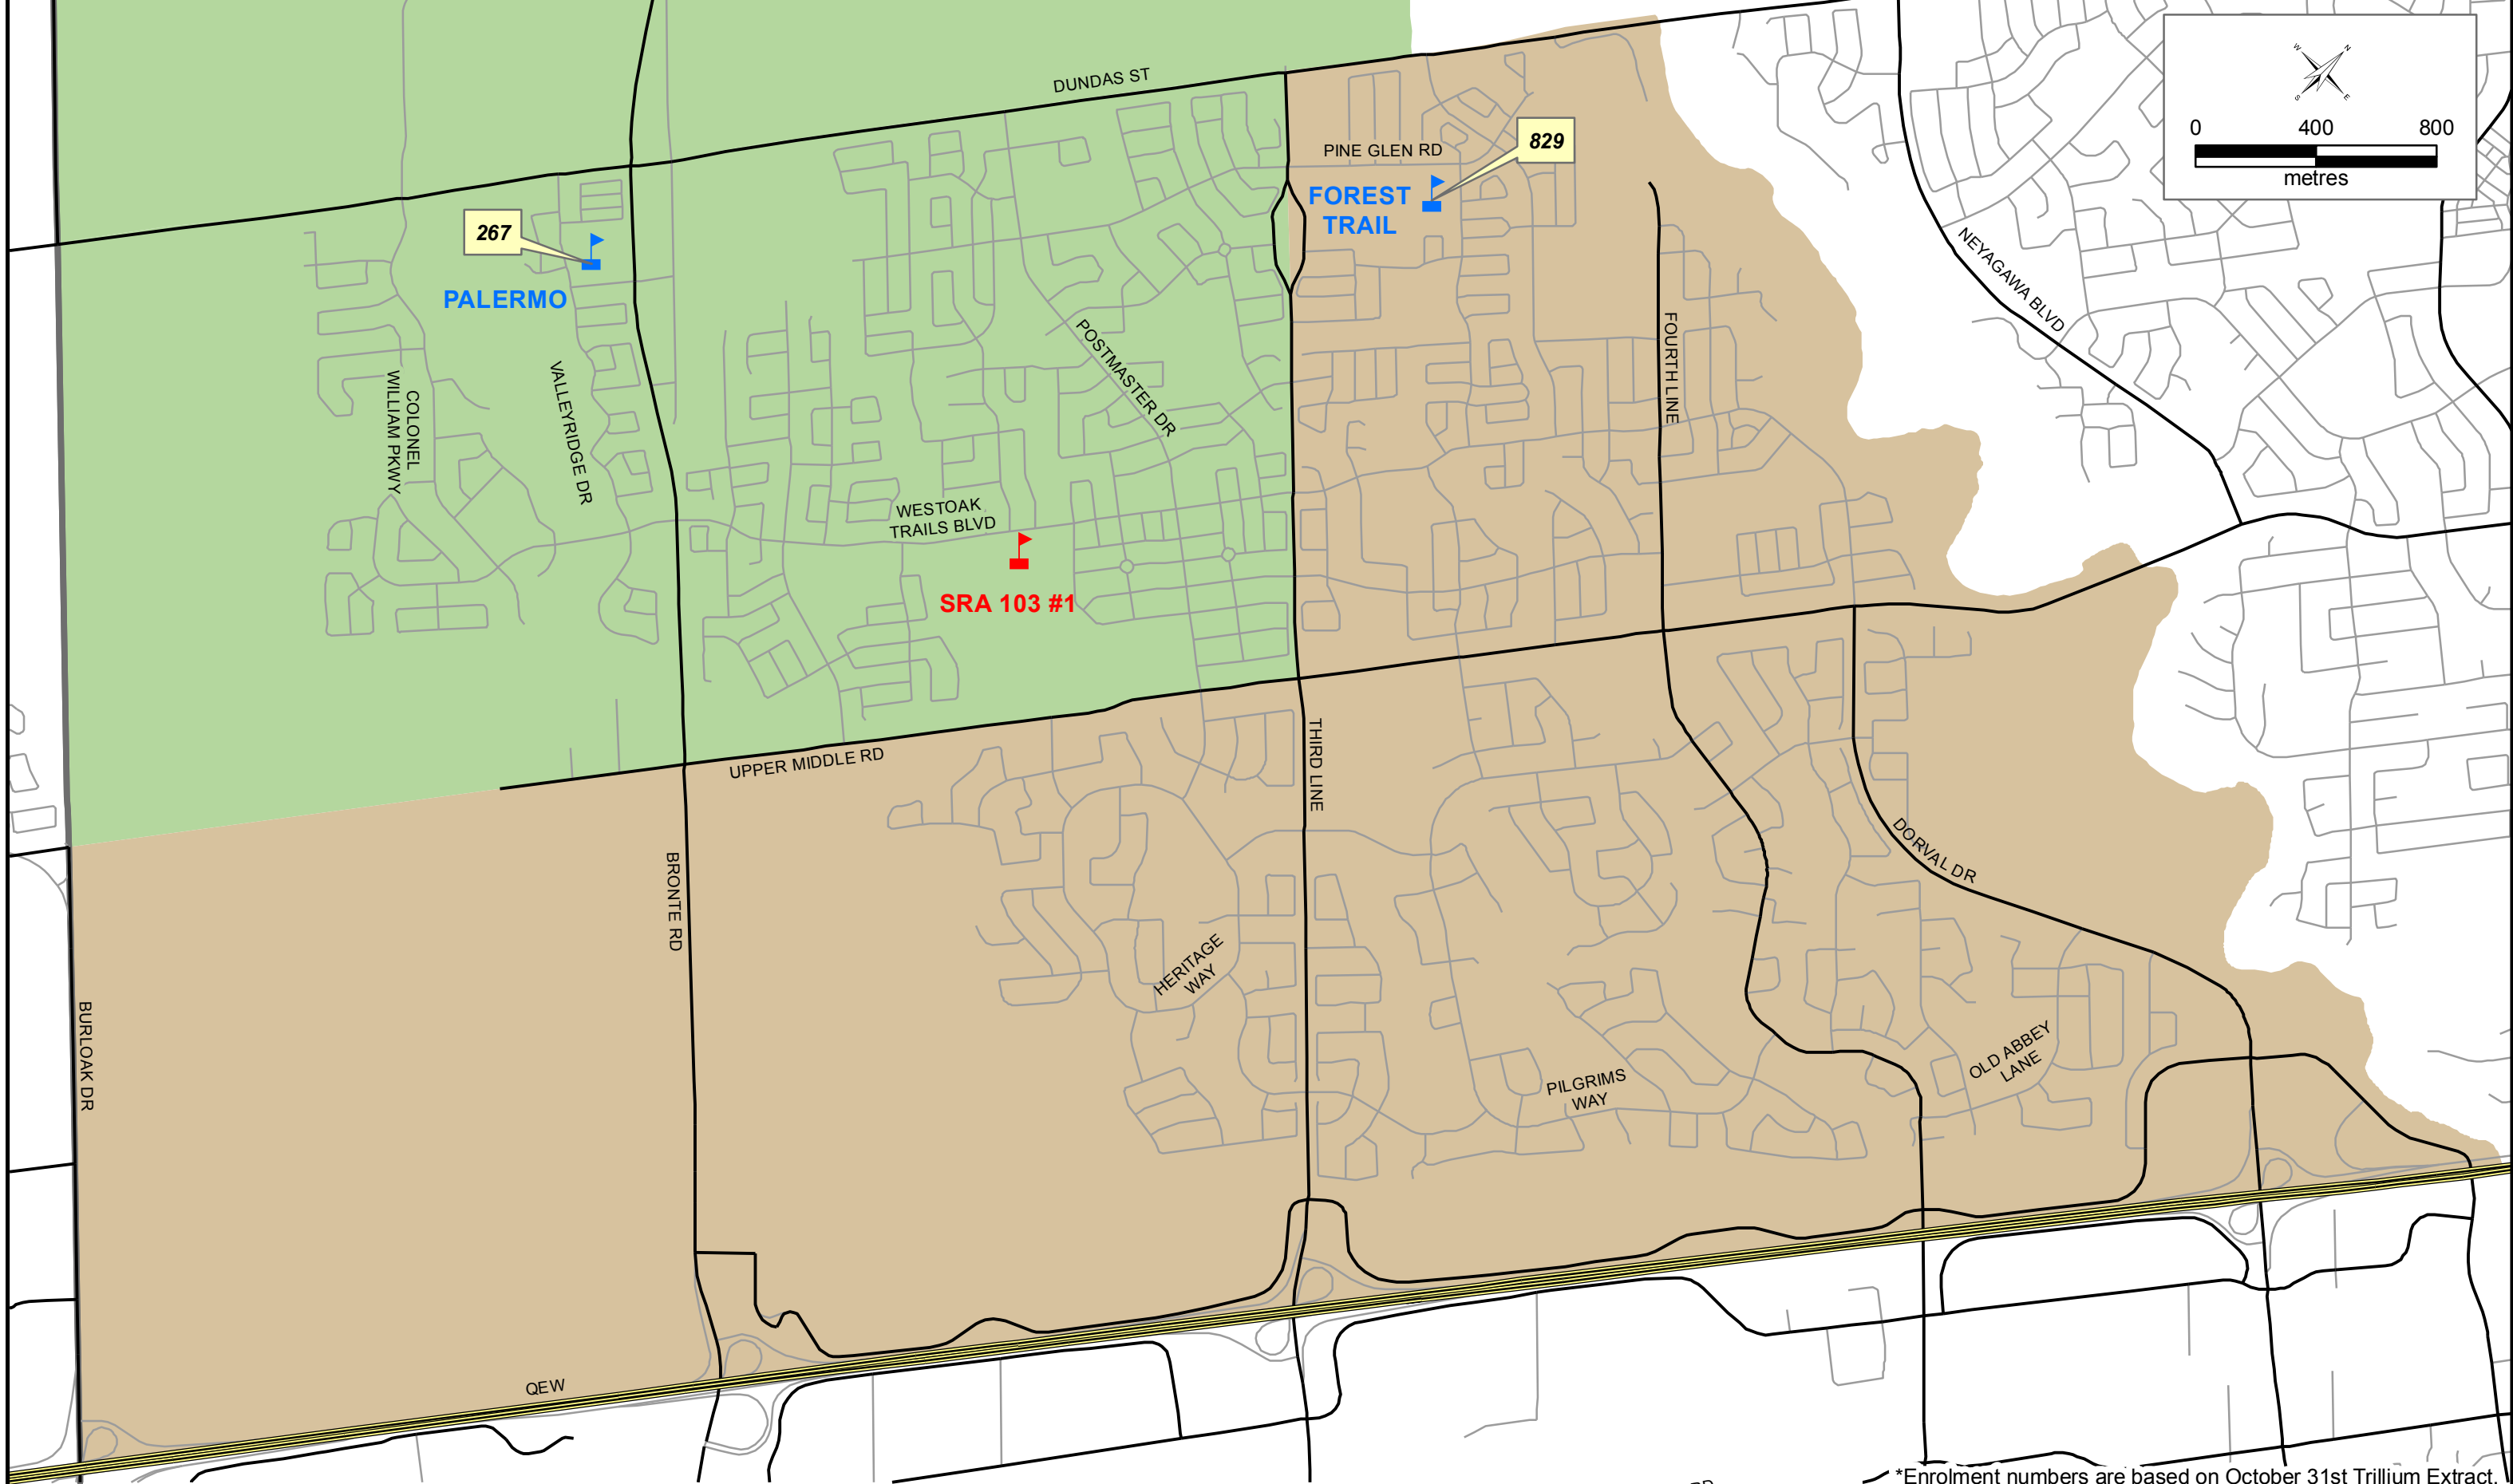 DUNDAS ST
W
N
S
E
0 400 800
metres
PINE GLEN RD
829
FOREST
TRAIL
267
PALERMO
NEYAGAWA BLVD
POSTMASTER DR
FOURTH LINE
COLONEL
WILLIAM PKWY
VALLEYRIDGE DR
WESTOAK
TRAILS BLVD
SRA 103 #1
UPPER MIDDLE RD
THIRD LINE
DORVAL DR
BRONTE RD
HERITAGE
WAY
BURLOAK DR
PILGRIMS
WAY
OLD ABBEY
LANE
QEW
*Enrolment numbers are based on October 31st Trillium Extract.